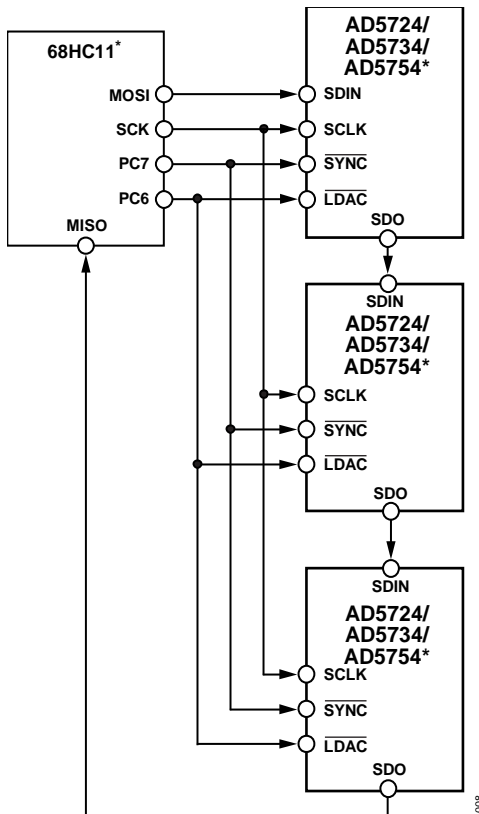 68HC11*
MOSI
SCK
PC7
PC6
MISO
AD5724/
AD5734/
AD5754*
SDIN
SCLK
SYNC
LDAC
SDO
SDIN
AD5724/
AD5734/
AD5754*
SCLK
SYNC
LDAC
SDO
SDIN
AD5724/
AD5734/
AD5754*
SCLK
SYNC
LDAC
SDO